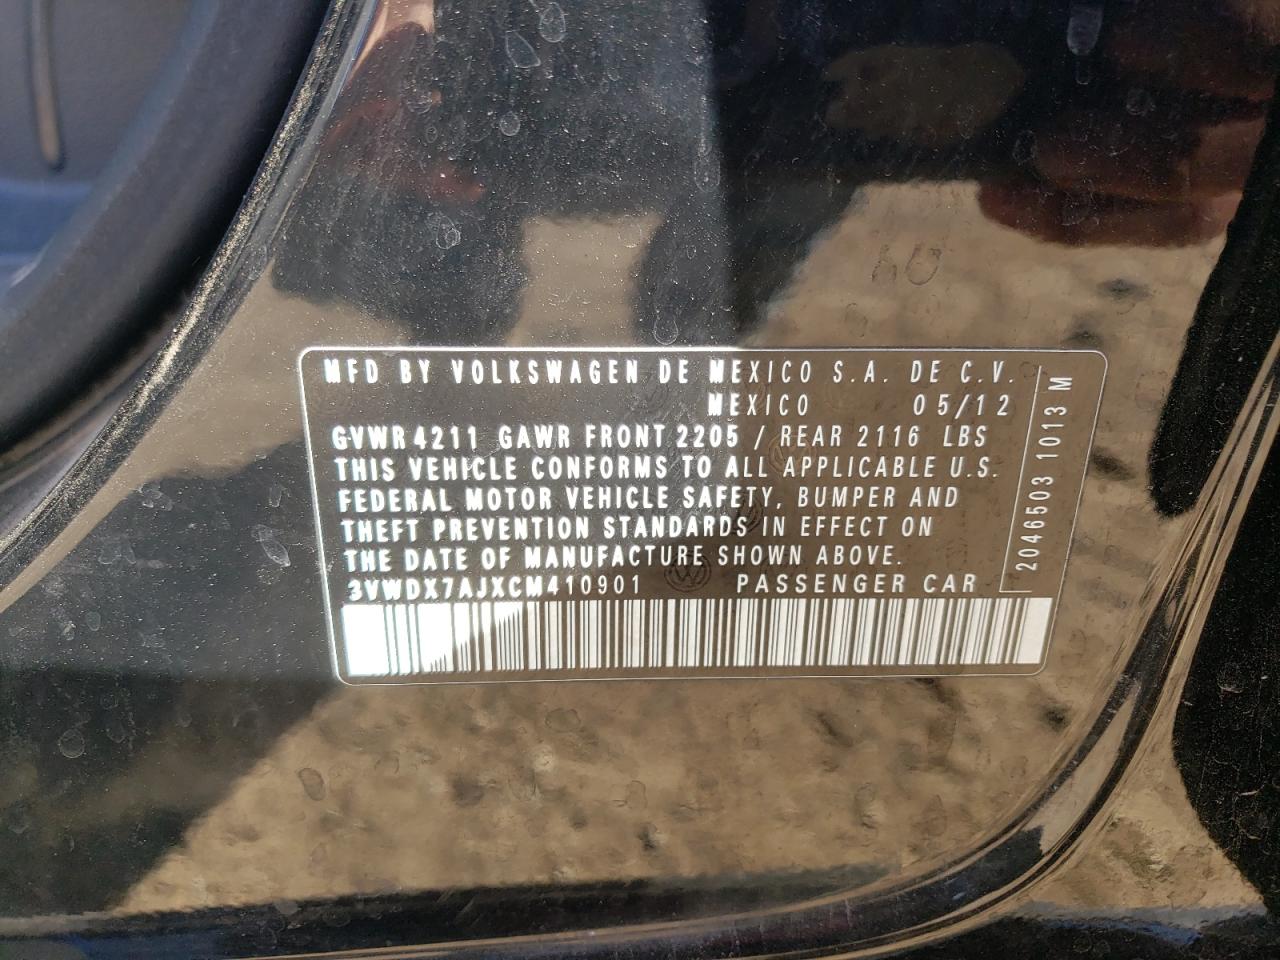 MFD BY VOLKSWAGEN DE MEXICO S.A. DE C.V.
MEXICO 05/12
GVWR 4211 GAWR FRONT 2205 / REAR 2116 LBS
THIS VEHICLE CONFORMS TO ALL APPLICABLE U.S.
FEDERAL MOTOR VEHICLE SAFETY, BUMPER AND
THEFT PREVENTION STANDARDS IN EFFECT ON
THE DATE OF MANUFACTURE SHOWN ABOVE.
3VWDX7AJXCM410901 PASSENGER CAR
2046503 1013 M